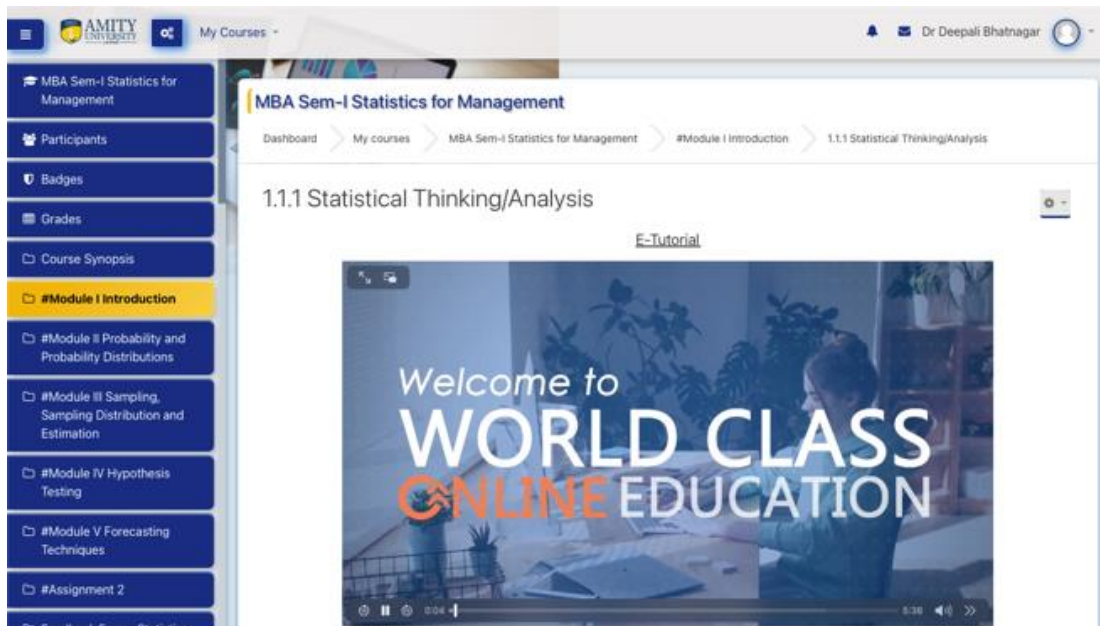 AMITY
UNIVERSITY
My Courses
Dr Deepali Bhatnagar
MBA Sem-I Statistics for
Management
Participants
Badges
Grades
Course Synopsis
#Module I Introduction
#Module II Probability and
Probability Distributions
#Module III Sampling,
Sampling Distribution and
Estimation
#Module IV Hypothesis
Testing
#Module V Forecasting
Techniques
#Assignment 2
MBA Sem-I Statistics for Management
Dashboard
My courses
MBA Sem-I Statistics for Management
#Module I Introduction
1.1.1 Statistical Thinking/Analysis
1.1.1 Statistical Thinking/Analysis
E-Tutorial
Welcome to
WORLD CLASS
ONLINE EDUCATION
0:04
5:38